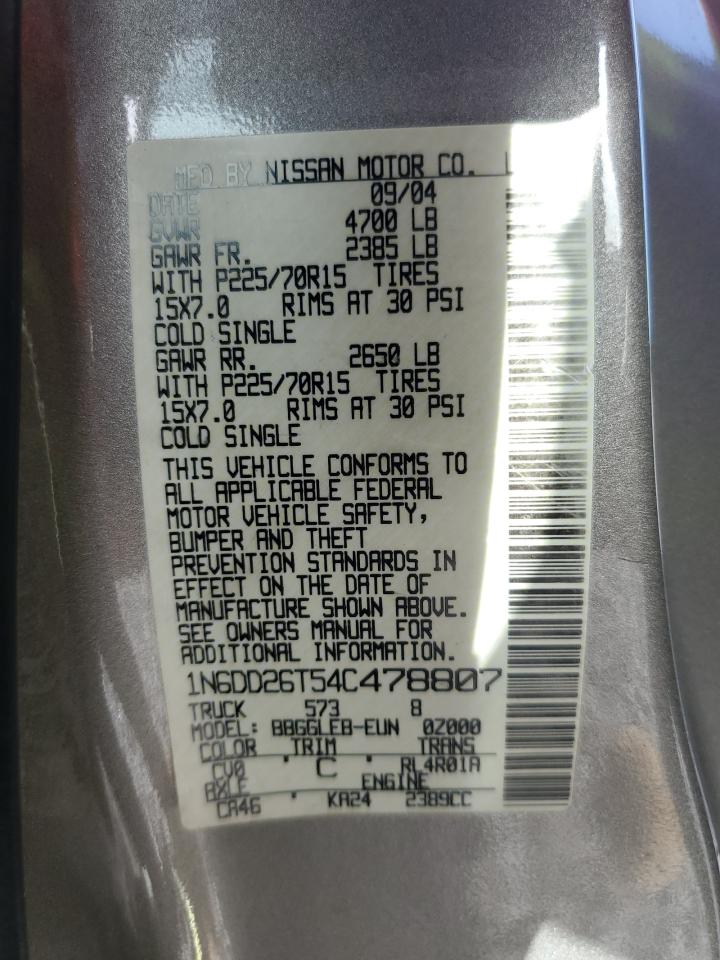 MFD BY NISSAN MOTOR CO. L
DATE 09/04
GVWR 4700 LB
GAWR FR. 2385 LB
WITH P225/70R15 TIRES
15X7.0 RIMS AT 30 PSI
COLD SINGLE
GAWR RR. 2650 LB
WITH P225/70R15 TIRES
15X7.0 RIMS AT 30 PSI
COLD SINGLE
THIS VEHICLE CONFORMS TO
ALL APPLICABLE FEDERAL
MOTOR VEHICLE SAFETY,
BUMPER AND THEFT
PREVENTION STANDARDS IN
EFFECT ON THE DATE OF
MANUFACTURE SHOWN ABOVE.
SEE OWNERS MANUAL FOR
ADDITIONAL INFORMATION.
1N6DD26T54C478807
TRUCK 573 8
MODEL: BBGGLEB-EUN 0Z000
COLOR TRIM TRANS
CV0 C RL4R01A
AXLE ENGINE
CA46 KA24 2389CC